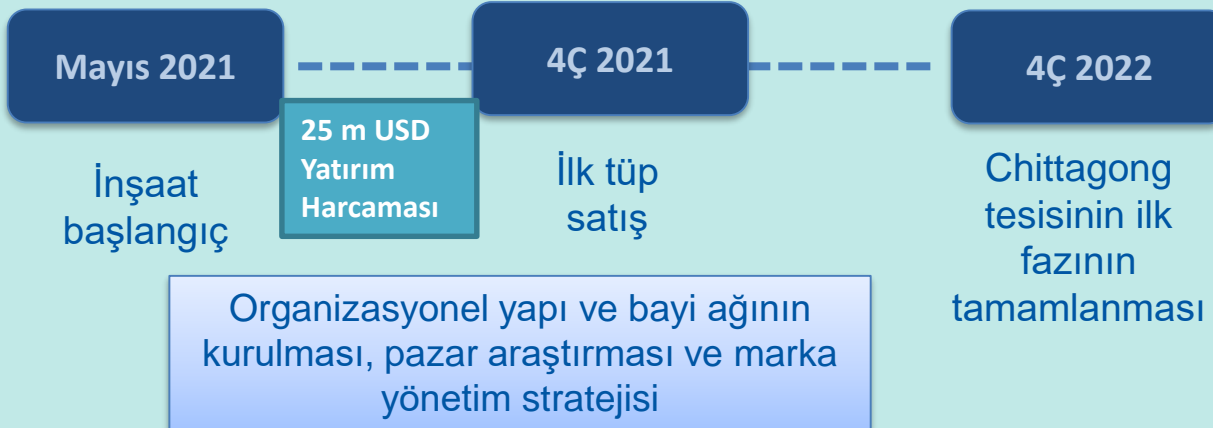 Mayıs 2021
4Ç 2021
4Ç 2022
25 m USD
Yatırım
Harcaması
İnşaat
başlangıç
İlk tüp
satış
Chittagong
tesisinin ilk
fazının
tamamlanması
Organizasyonel yapı ve bayi ağının
kurulması, pazar araştırması ve marka
yönetim stratejisi